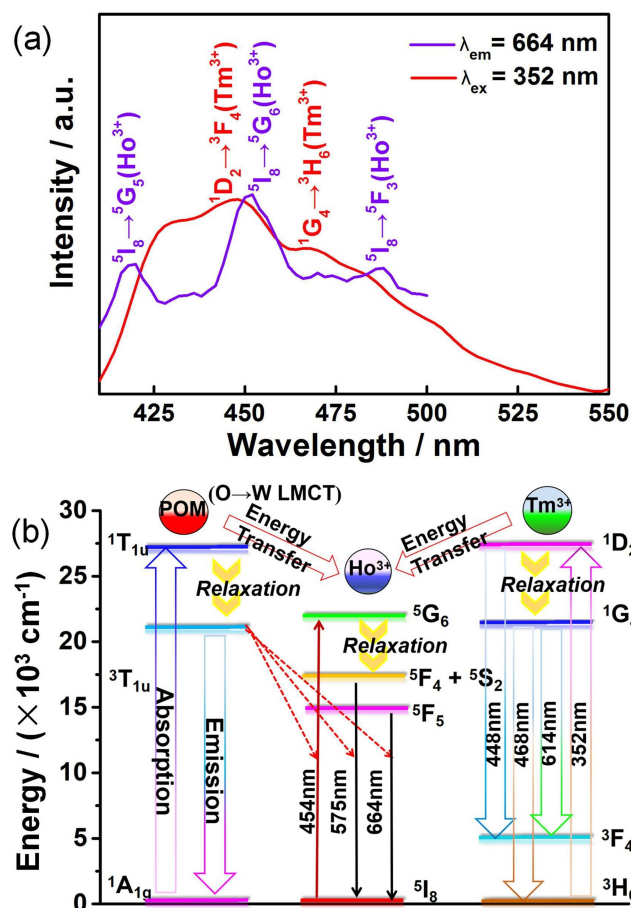 (a)
λem = 664 nm
λex = 352 nm
⁵I₈→⁵G₅(Ho³⁺)
¹D₂→³F₄(Tm³⁺)
⁵I₈→⁵G₆(Ho³⁺)
¹G₄→³H₆(Tm³⁺)
⁵I₈→⁵F₃(Ho³⁺)
Intensity / a.u.
425 450 475 500 525 550
Wavelength / nm
(b)
POM
(O→W LMCT)
Energy
Transfer
Ho³⁺
Energy
Transfer
Tm³⁺
30
25
20
15
10
5
0
Energy / (×10³ cm⁻¹)
¹T₁ᵤ
Relaxation
³T₁ᵤ
Absorption
Emission
¹A₁g
⁵G₆
Relaxation
⁵F₄ + ⁵S₂
⁵F₅
454nm
575nm
664nm
⁵I₈
¹D₂
Relaxation
¹G
448nm
468nm
614nm
352nm
³F₄
³H